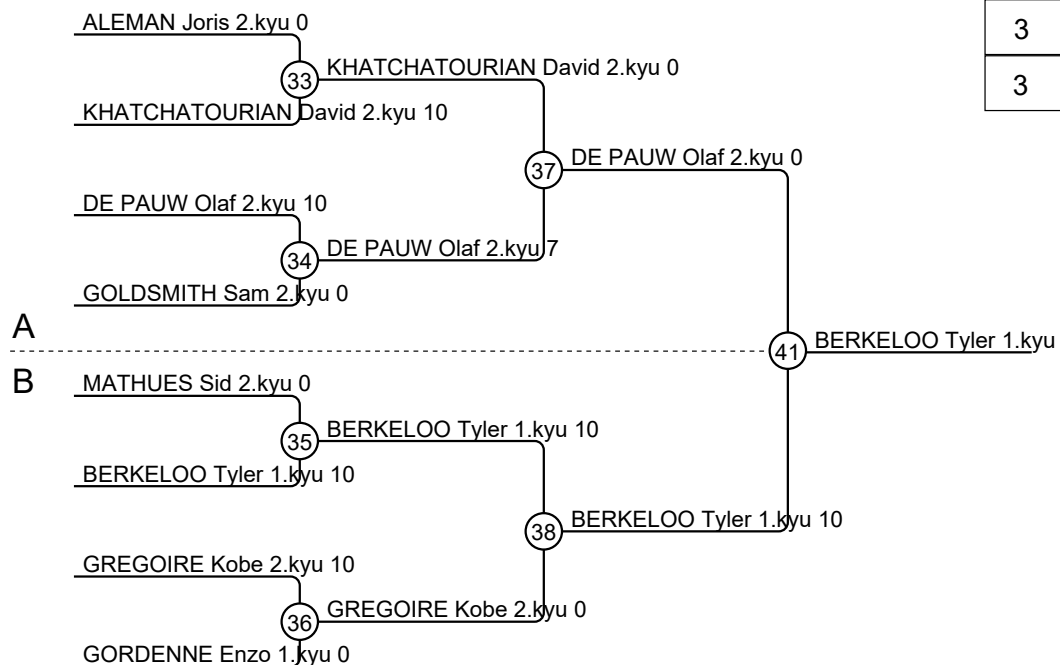 ALEMAN Joris 2.kyu 0
3
33
KHATCHATOURIAN David 2.kyu 0
3
KHATCHATOURIAN David 2.kyu 10
37
DE PAUW Olaf 2.kyu 0
DE PAUW Olaf 2.kyu 10
34
DE PAUW Olaf 2.kyu 7
GOLDSMITH Sam 2.kyu 0
A
41
BERKELOO Tyler 1.kyu
B
MATHUES Sid 2.kyu 0
35
BERKELOO Tyler 1.kyu 10
BERKELOO Tyler 1.kyu 10
38
BERKELOO Tyler 1.kyu 10
GREGOIRE Kobe 2.kyu 10
36
GREGOIRE Kobe 2.kyu 0
GORDENNE Enzo 1.kyu 0